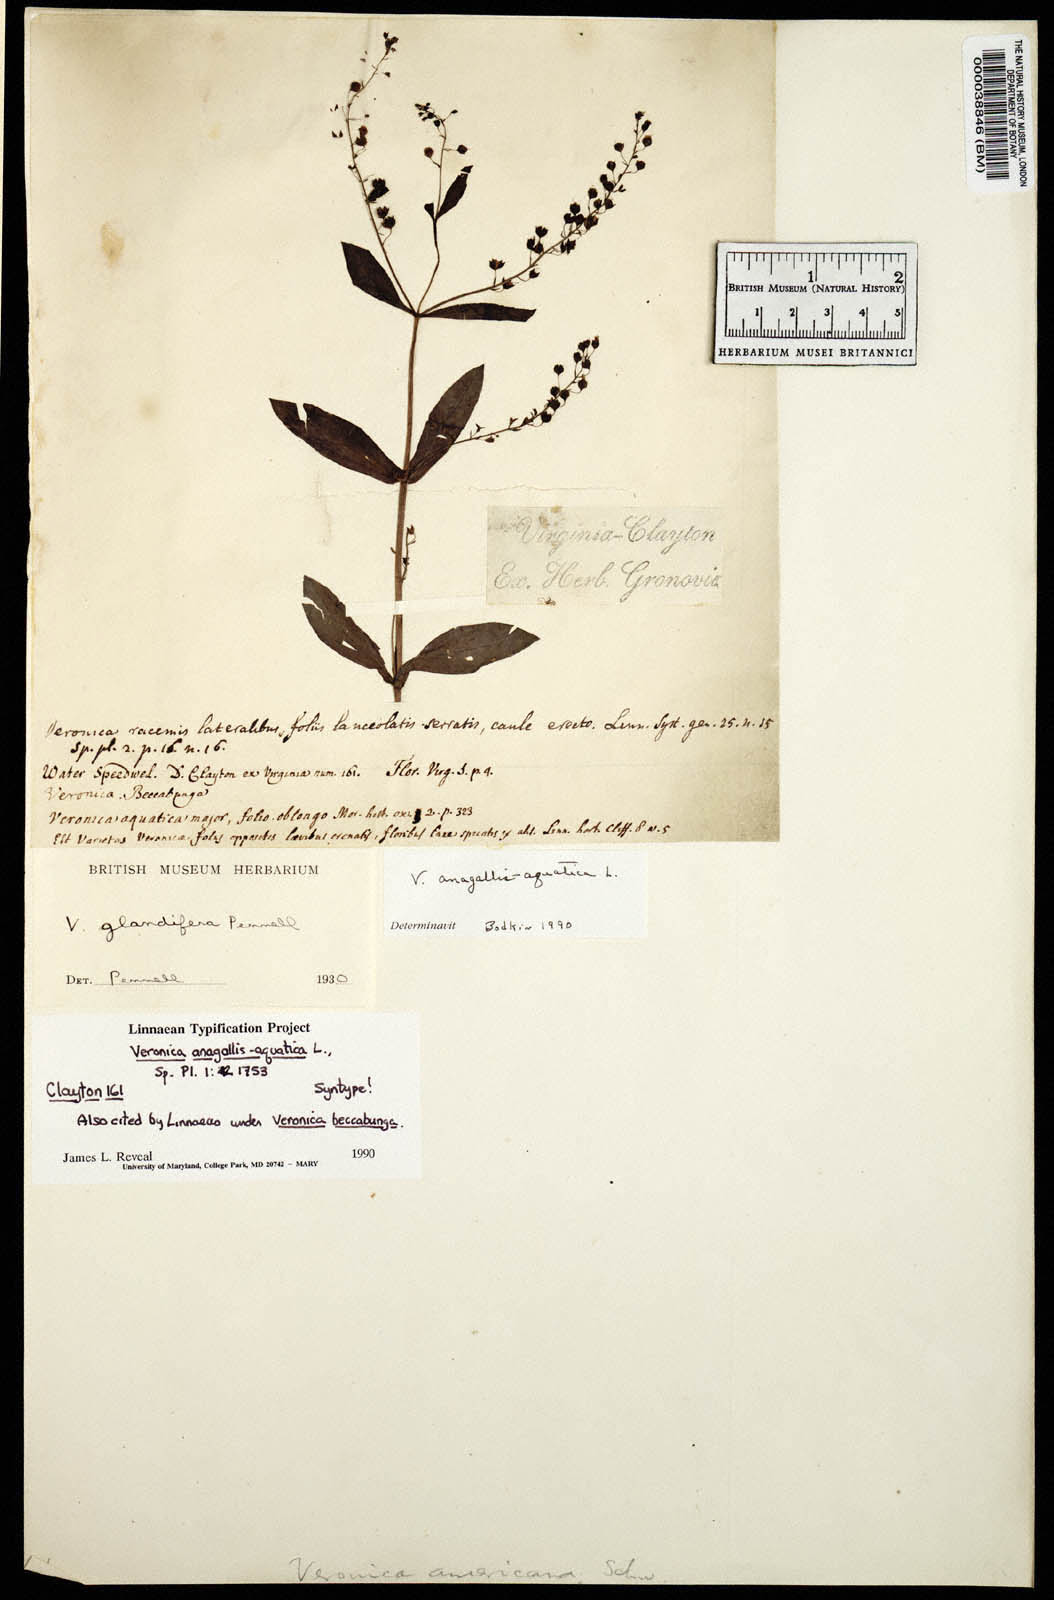 THE NATURAL HISTORY MUSEUM, LONDON
DEPARTMENT OF BOTANY
000038846 (BM)
1 2
BRITISH MUSEUM (NATURAL HISTORY)
1 2 3 4 5
HERBARIUM MUSEI BRITANNICI
Virginia-Clayton
Ex. Herb. Gronovii
Veronica racemis lateralibus, foliis lanceolatis serratis, caule erecto. Linn. Syst. gen. 25. n. 15
Sp. pl. 2. p. 16. n. 16.
Water Speedwel. D. Clayton ex Virginia num. 161. Flor. Virg. p. 4.
Veronica. Beccabunga
Veronica aquatica major, folio oblongo Mor. hist. 2. p. 323
Est Varietas Veronica foliis oppositis laevibus crenatis, floribus laxe spicatis alis. Linn. hort. Cliff. 8 n. 5
BRITISH MUSEUM HERBARIUM
V. glandifera Pennell
DET. Pennell 1930
V. anagallis-aquatica L.
Determinavit Bodkin 1990
Linnaean Typification Project
Veronica anagallis-aquatica L.,
Sp. Pl. 1: 12 1753
Clayton 161 Syntype!
Also cited by Linnaeus under Veronica beccabunga.
James L. Reveal 1990
University of Maryland, College Park, MD 20742 – MARY
Veronica americana Schw.